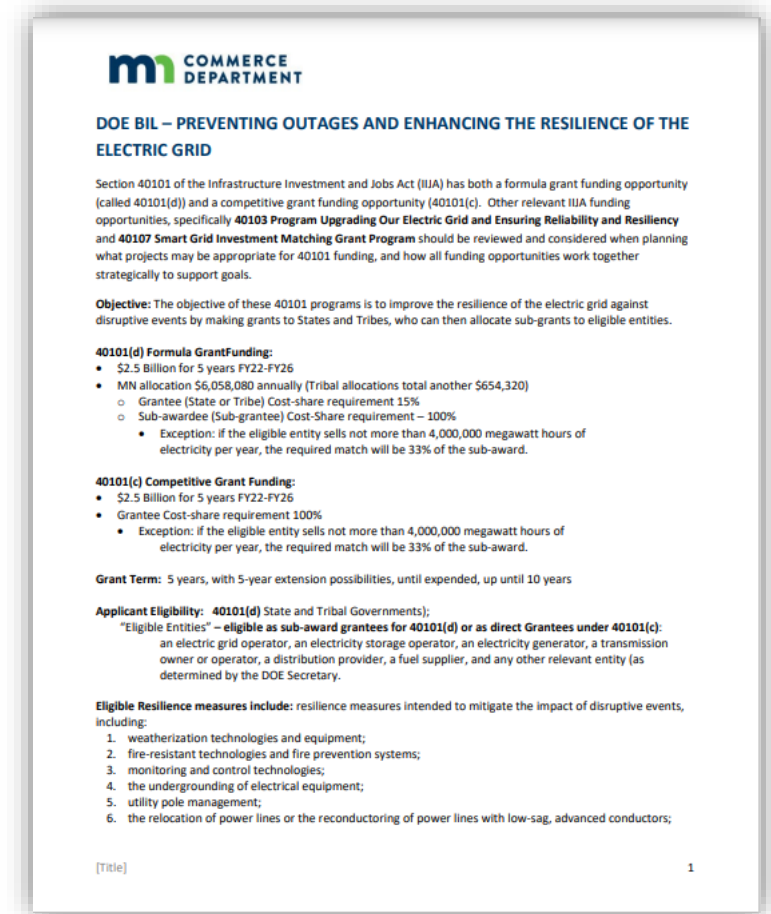 mn COMMERCE
DEPARTMENT
DOE BIL – PREVENTING OUTAGES AND ENHANCING THE RESILIENCE OF THE
ELECTRIC GRID
Section 40101 of the Infrastructure Investment and Jobs Act (IIJA) has both a formula grant funding opportunity
(called 40101(d)) and a competitive grant funding opportunity (40101(c). Other relevant IIJA funding
opportunities, specifically 40103 Program Upgrading Our Electric Grid and Ensuring Reliability and Resiliency
and 40107 Smart Grid Investment Matching Grant Program should be reviewed and considered when planning
what projects may be appropriate for 40101 funding, and how all funding opportunities work together
strategically to support goals.
Objective: The objective of these 40101 programs is to improve the resilience of the electric grid against
disruptive events by making grants to States and Tribes, who can then allocate sub-grants to eligible entities.
40101(d) Formula GrantFunding:
• $2.5 Billion for 5 years FY22-FY26
• MN allocation $6,058,080 annually (Tribal allocations total another $654,320)
o Grantee (State or Tribe) Cost-share requirement 15%
o Sub-awardee (Sub-grantee) Cost-Share requirement – 100%
• Exception: if the eligible entity sells not more than 4,000,000 megawatt hours of
electricity per year, the required match will be 33% of the sub-award.
40101(c) Competitive Grant Funding:
• $2.5 Billion for 5 years FY22-FY26
• Grantee Cost-share requirement 100%
• Exception: if the eligible entity sells not more than 4,000,000 megawatt hours of
electricity per year, the required match will be 33% of the sub-award.
Grant Term: 5 years, with 5-year extension possibilities, until expended, up until 10 years
Applicant Eligibility: 40101(d) State and Tribal Governments);
"Eligible Entities" – eligible as sub-award grantees for 40101(d) or as direct Grantees under 40101(c):
an electric grid operator, an electricity storage operator, an electricity generator, a transmission
owner or operator, a distribution provider, a fuel supplier, and any other relevant entity (as
determined by the DOE Secretary.
Eligible Resilience measures include: resilience measures intended to mitigate the impact of disruptive events,
including:
1. weatherization technologies and equipment;
2. fire-resistant technologies and fire prevention systems;
3. monitoring and control technologies;
4. the undergrounding of electrical equipment;
5. utility pole management;
6. the relocation of power lines or the reconductoring of power lines with low-sag, advanced conductors;
[Title] 1